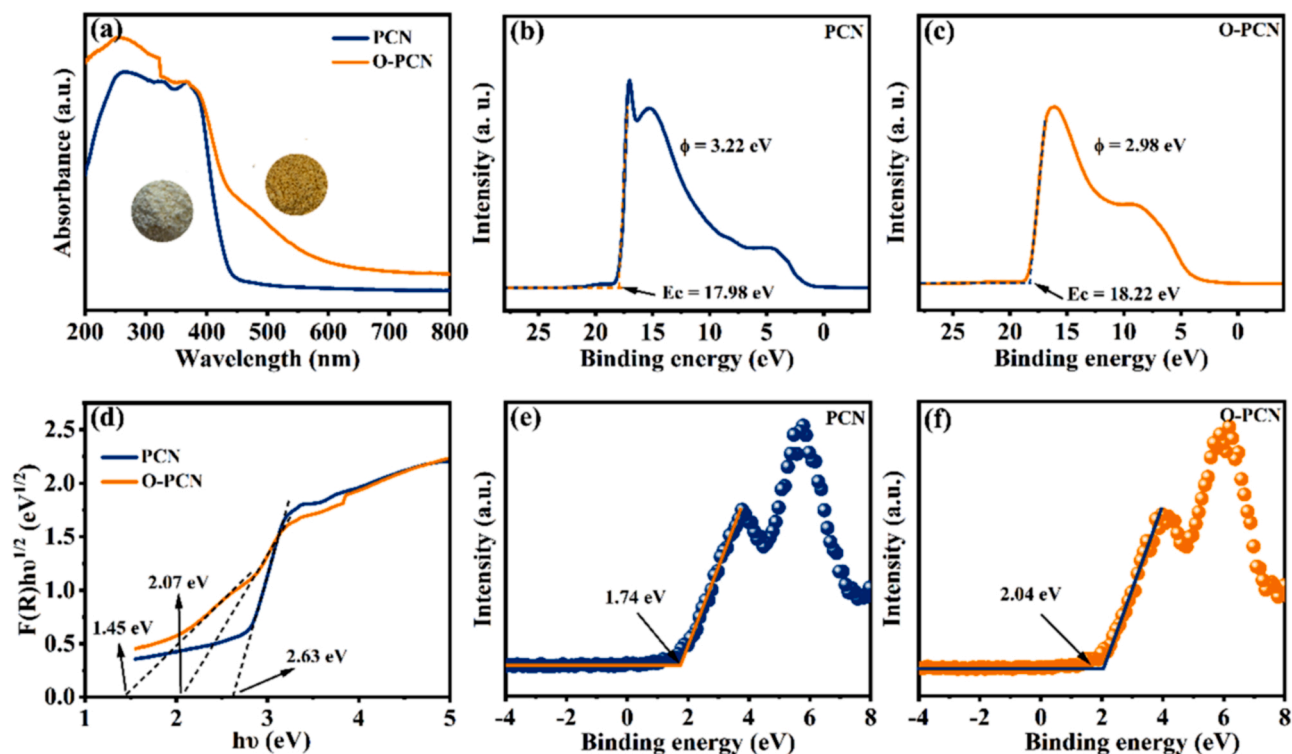 (a)
PCN
O-PCN
Absorbance (a.u.)
200 300 400 500 600 700 800
Wavelength (nm)
(b)
PCN
ϕ = 3.22 eV
Ec = 17.98 eV
Intensity (a. u.)
25 20 15 10 5 0
Binding energy (eV)
(c)
O-PCN
ϕ = 2.98 eV
Ec = 18.22 eV
Intensity (a. u.)
25 20 15 10 5 0
Binding energy (eV)
(d)
PCN
O-PCN
2.07 eV
1.45 eV
2.63 eV
F(R)hυ^1/2 (eV^1/2)
2.5
2.0
1.5
1.0
0.5
0.0
1 2 3 4 5
hυ (eV)
(e)
PCN
1.74 eV
Intensity (a.u.)
-4 -2 0 2 4 6 8
Binding energy (eV)
(f)
O-PCN
2.04 eV
Intensity (a.u.)
-4 -2 0 2 4 6 8
Binding energy (eV)